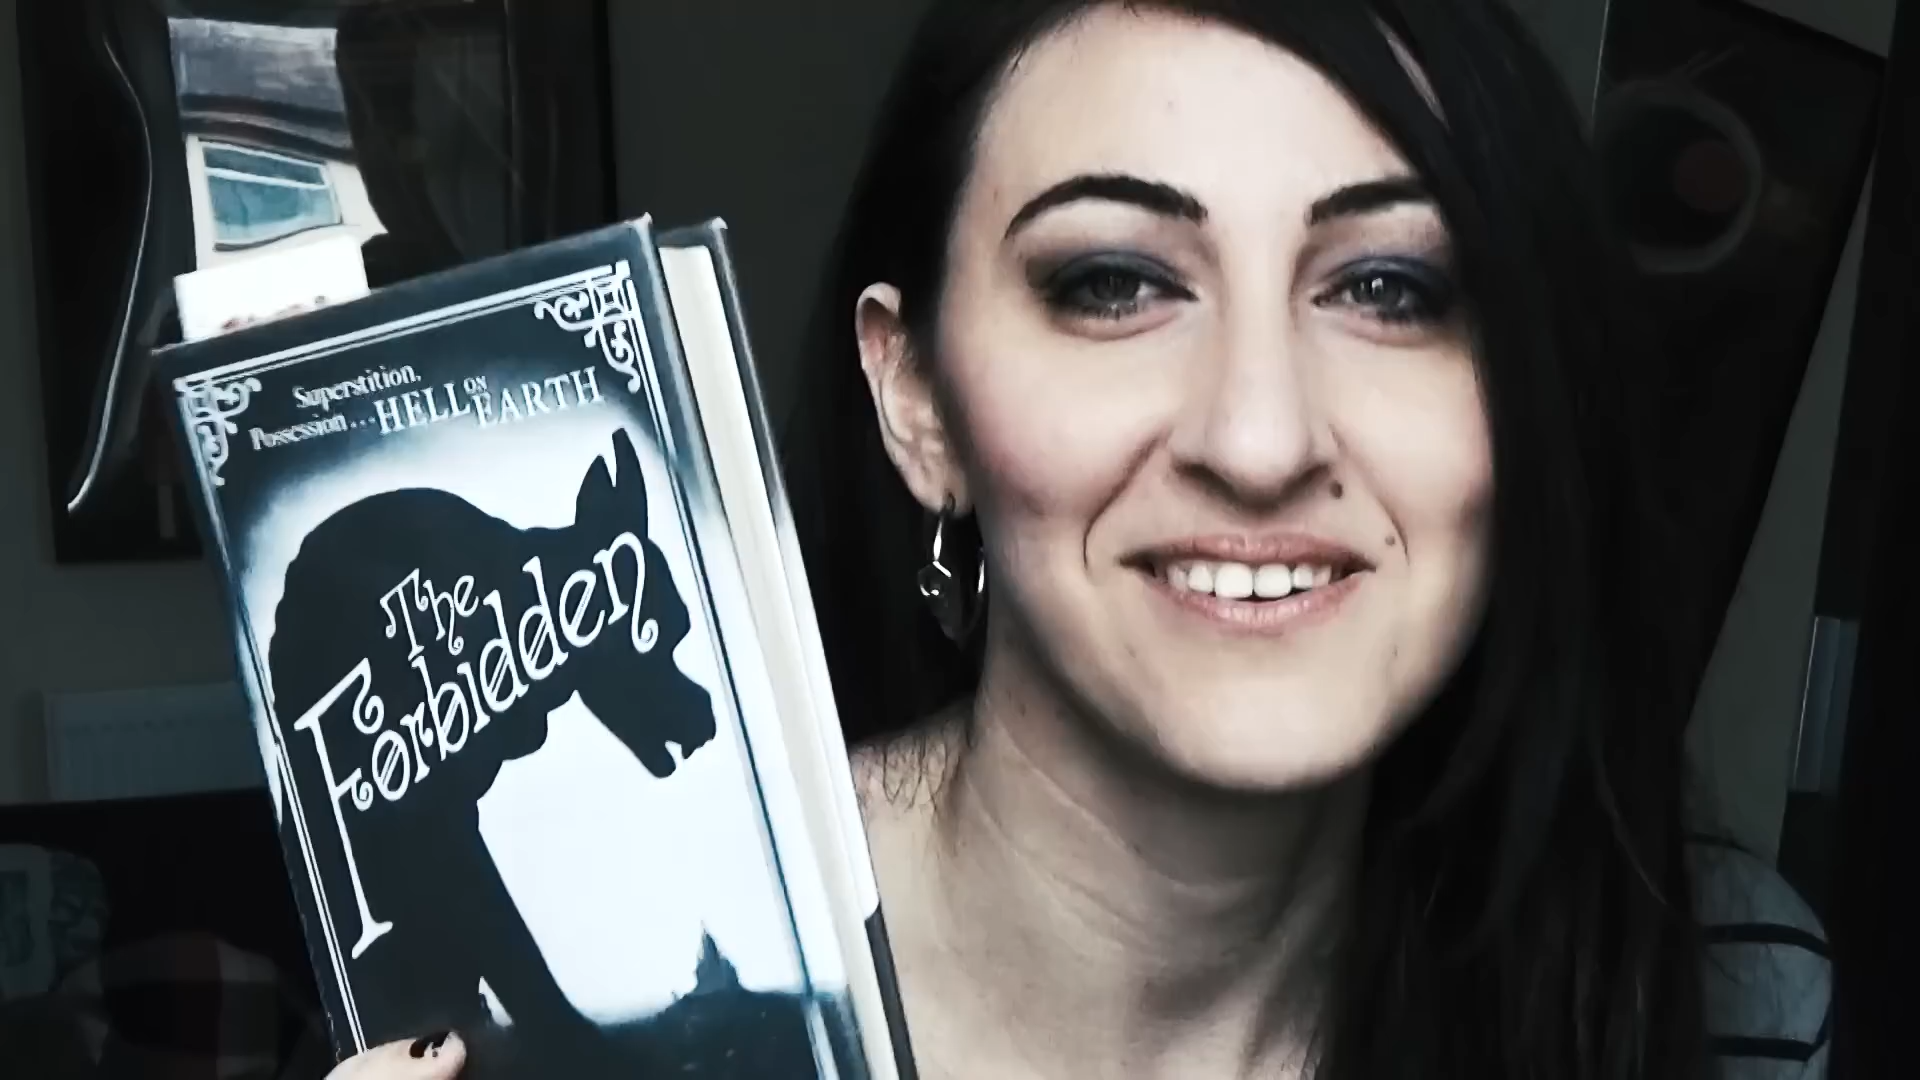 Superstition,
Possession... HELL ON EARTH
The
Forbidden